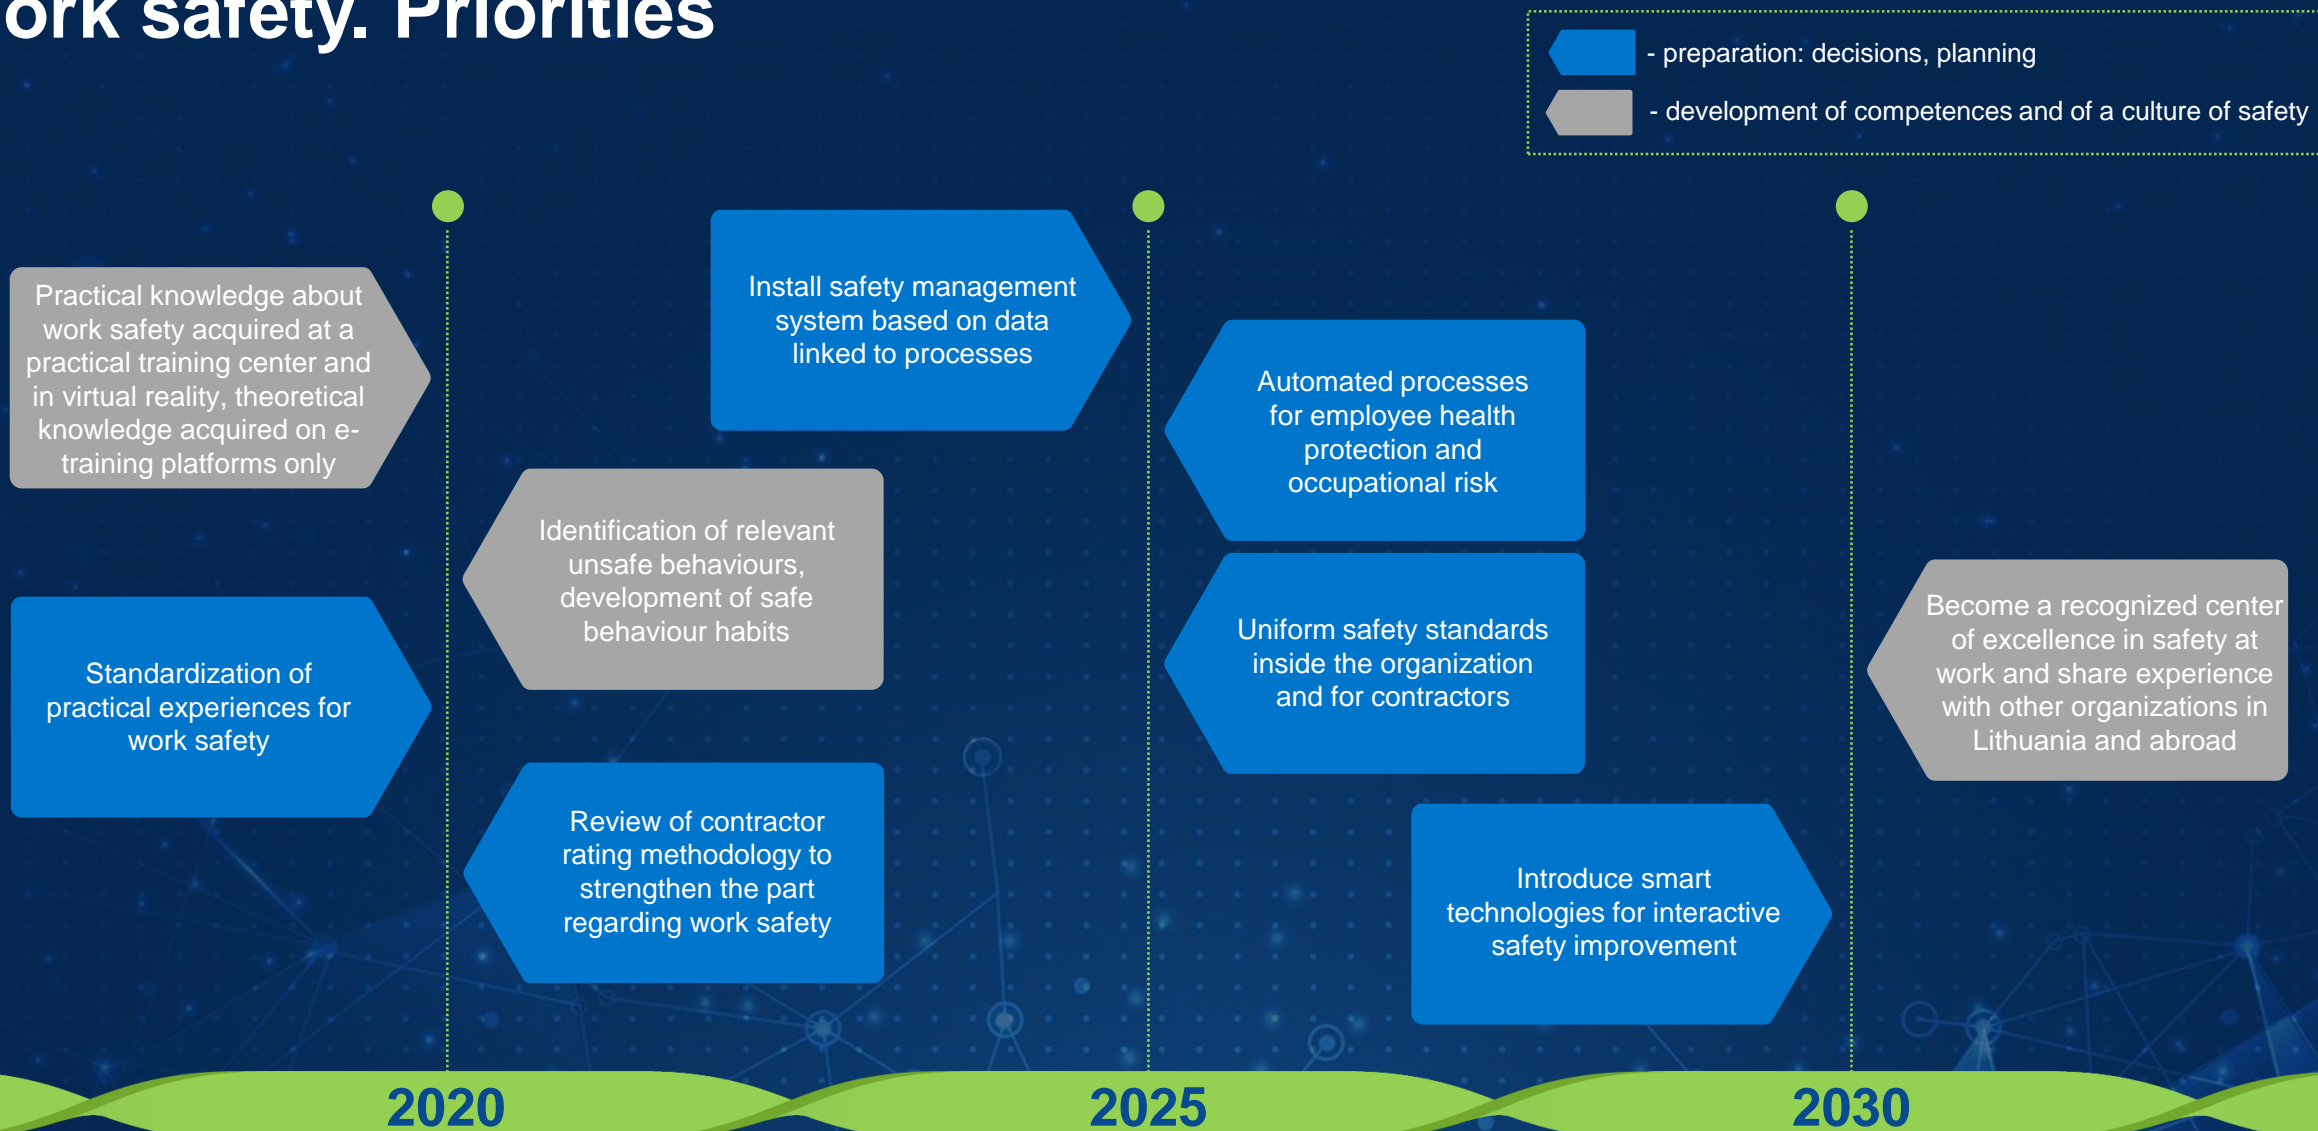 ork safety. Priorities
- preparation: decisions, planning
- development of competences and of a culture of safety
Practical knowledge about
work safety acquired at a
practical training center and
in virtual reality, theoretical
knowledge acquired on e-
training platforms only
Standardization of
practical experiences for
work safety
Identification of relevant
unsafe behaviours,
development of safe
behaviour habits
Review of contractor
rating methodology to
strengthen the part
regarding work safety
Install safety management
system based on data
linked to processes
Automated processes
for employee health
protection and
occupational risk
Uniform safety standards
inside the organization
and for contractors
Introduce smart
technologies for interactive
safety improvement
Become a recognized center
of excellence in safety at
work and share experience
with other organizations in
Lithuania and abroad
2020
2025
2030